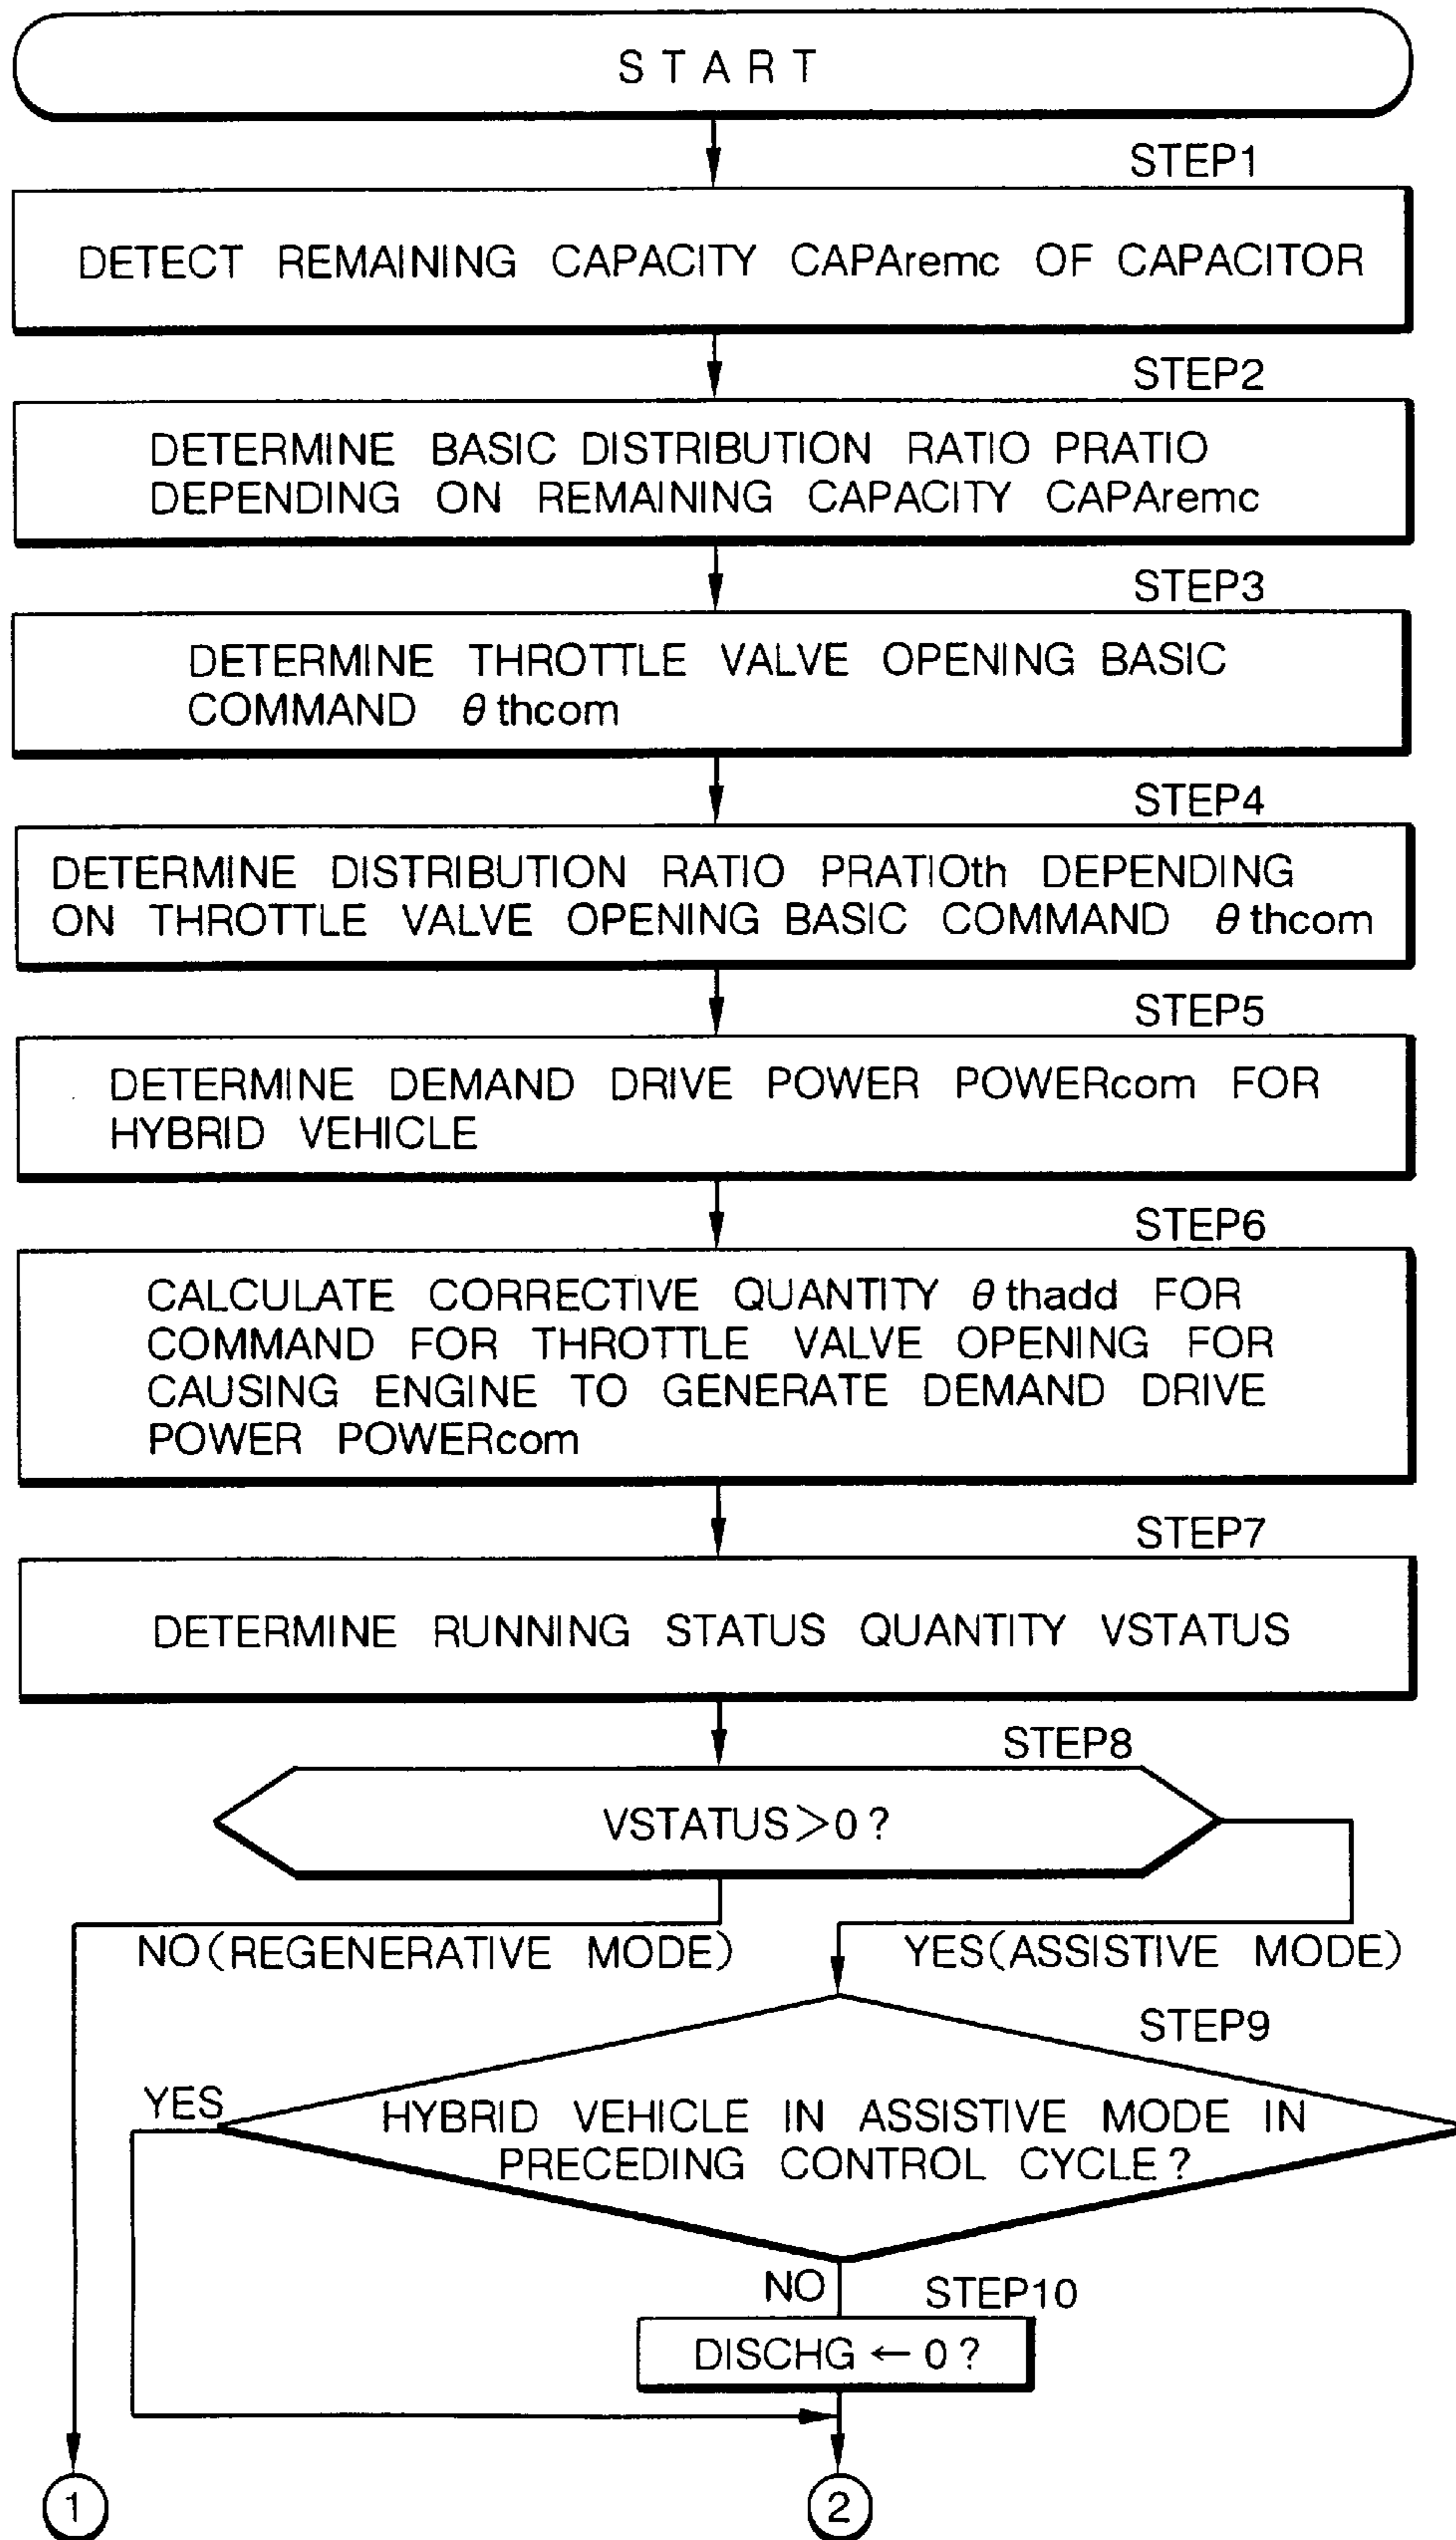 START
STEP1
DETECT REMAINING CAPACITY CAPAremc OF CAPACITOR
STEP2
DETERMINE BASIC DISTRIBUTION RATIO PRATIO
DEPENDING ON REMAINING CAPACITY CAPAremc
STEP3
DETERMINE THROTTLE VALVE OPENING BASIC
COMMAND θthcom
STEP4
DETERMINE DISTRIBUTION RATIO PRATIOth DEPENDING
ON THROTTLE VALVE OPENING BASIC COMMAND θthcom
STEP5
DETERMINE DEMAND DRIVE POWER POWERcom FOR
HYBRID VEHICLE
STEP6
CALCULATE CORRECTIVE QUANTITY θthadd FOR
COMMAND FOR THROTTLE VALVE OPENING FOR
CAUSING ENGINE TO GENERATE DEMAND DRIVE
POWER POWERcom
STEP7
DETERMINE RUNNING STATUS QUANTITY VSTATUS
STEP8
VSTATUS>0?
NO(REGENERATIVE MODE)
YES(ASSISTIVE MODE)
STEP9
YES
HYBRID VEHICLE IN ASSISTIVE MODE IN
PRECEDING CONTROL CYCLE?
NO
STEP10
DISCHG ← 0?
1
2